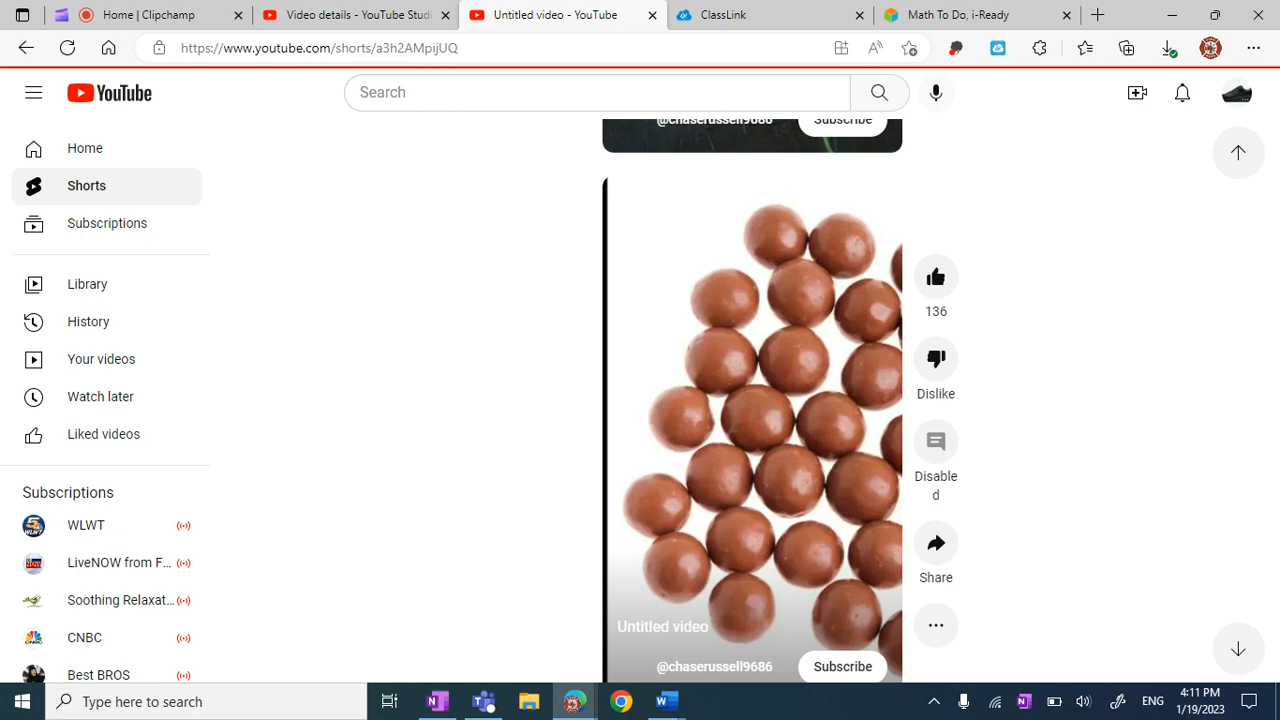 Home | Clipchamp
Video details - YouTube Studi
Untitled video - YouTube
ClassLink
Math To Do, i-Ready
https://www.youtube.com/shorts/a3h2AMpijUQ
YouTube
Search
@chaserussell9686
Subscribe
Home
Shorts
Subscriptions
Library
History
Your videos
Watch later
Liked videos
Subscriptions
WLWT
LiveNOW from F...
Soothing Relaxat...
CNBC
Best BROS
136
Dislike
Disable
d
Share
Untitled video
@chaserussell9686
Subscribe
Type here to search
ENG
4:11 PM
1/19/2023